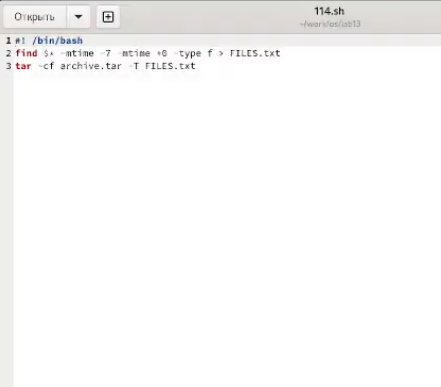 Открыть
114.sh
~/work/os/lab13
1 #! /bin/bash
2 find $* -mtime -7 -mtime +0 -type f > FILES.txt
3 tar -cf archive.tar -T FILES.txt